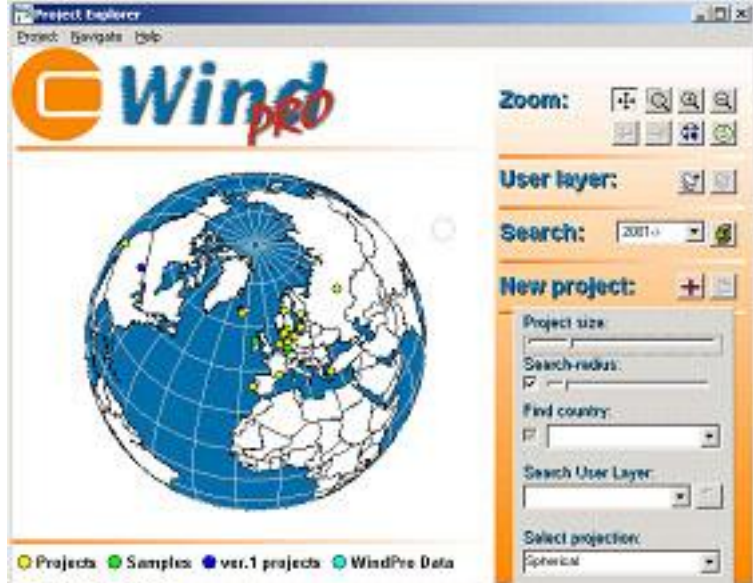 Project Explorer
Project Navigate Help
Wind
PRO
Zoom:
User layer:
Search:
2001->
New project:
Project size:
Search-radius:
Find country:
Search User Layer:
Select projection:
Spherical
Projects Samples ver.1 projects WindPro Data